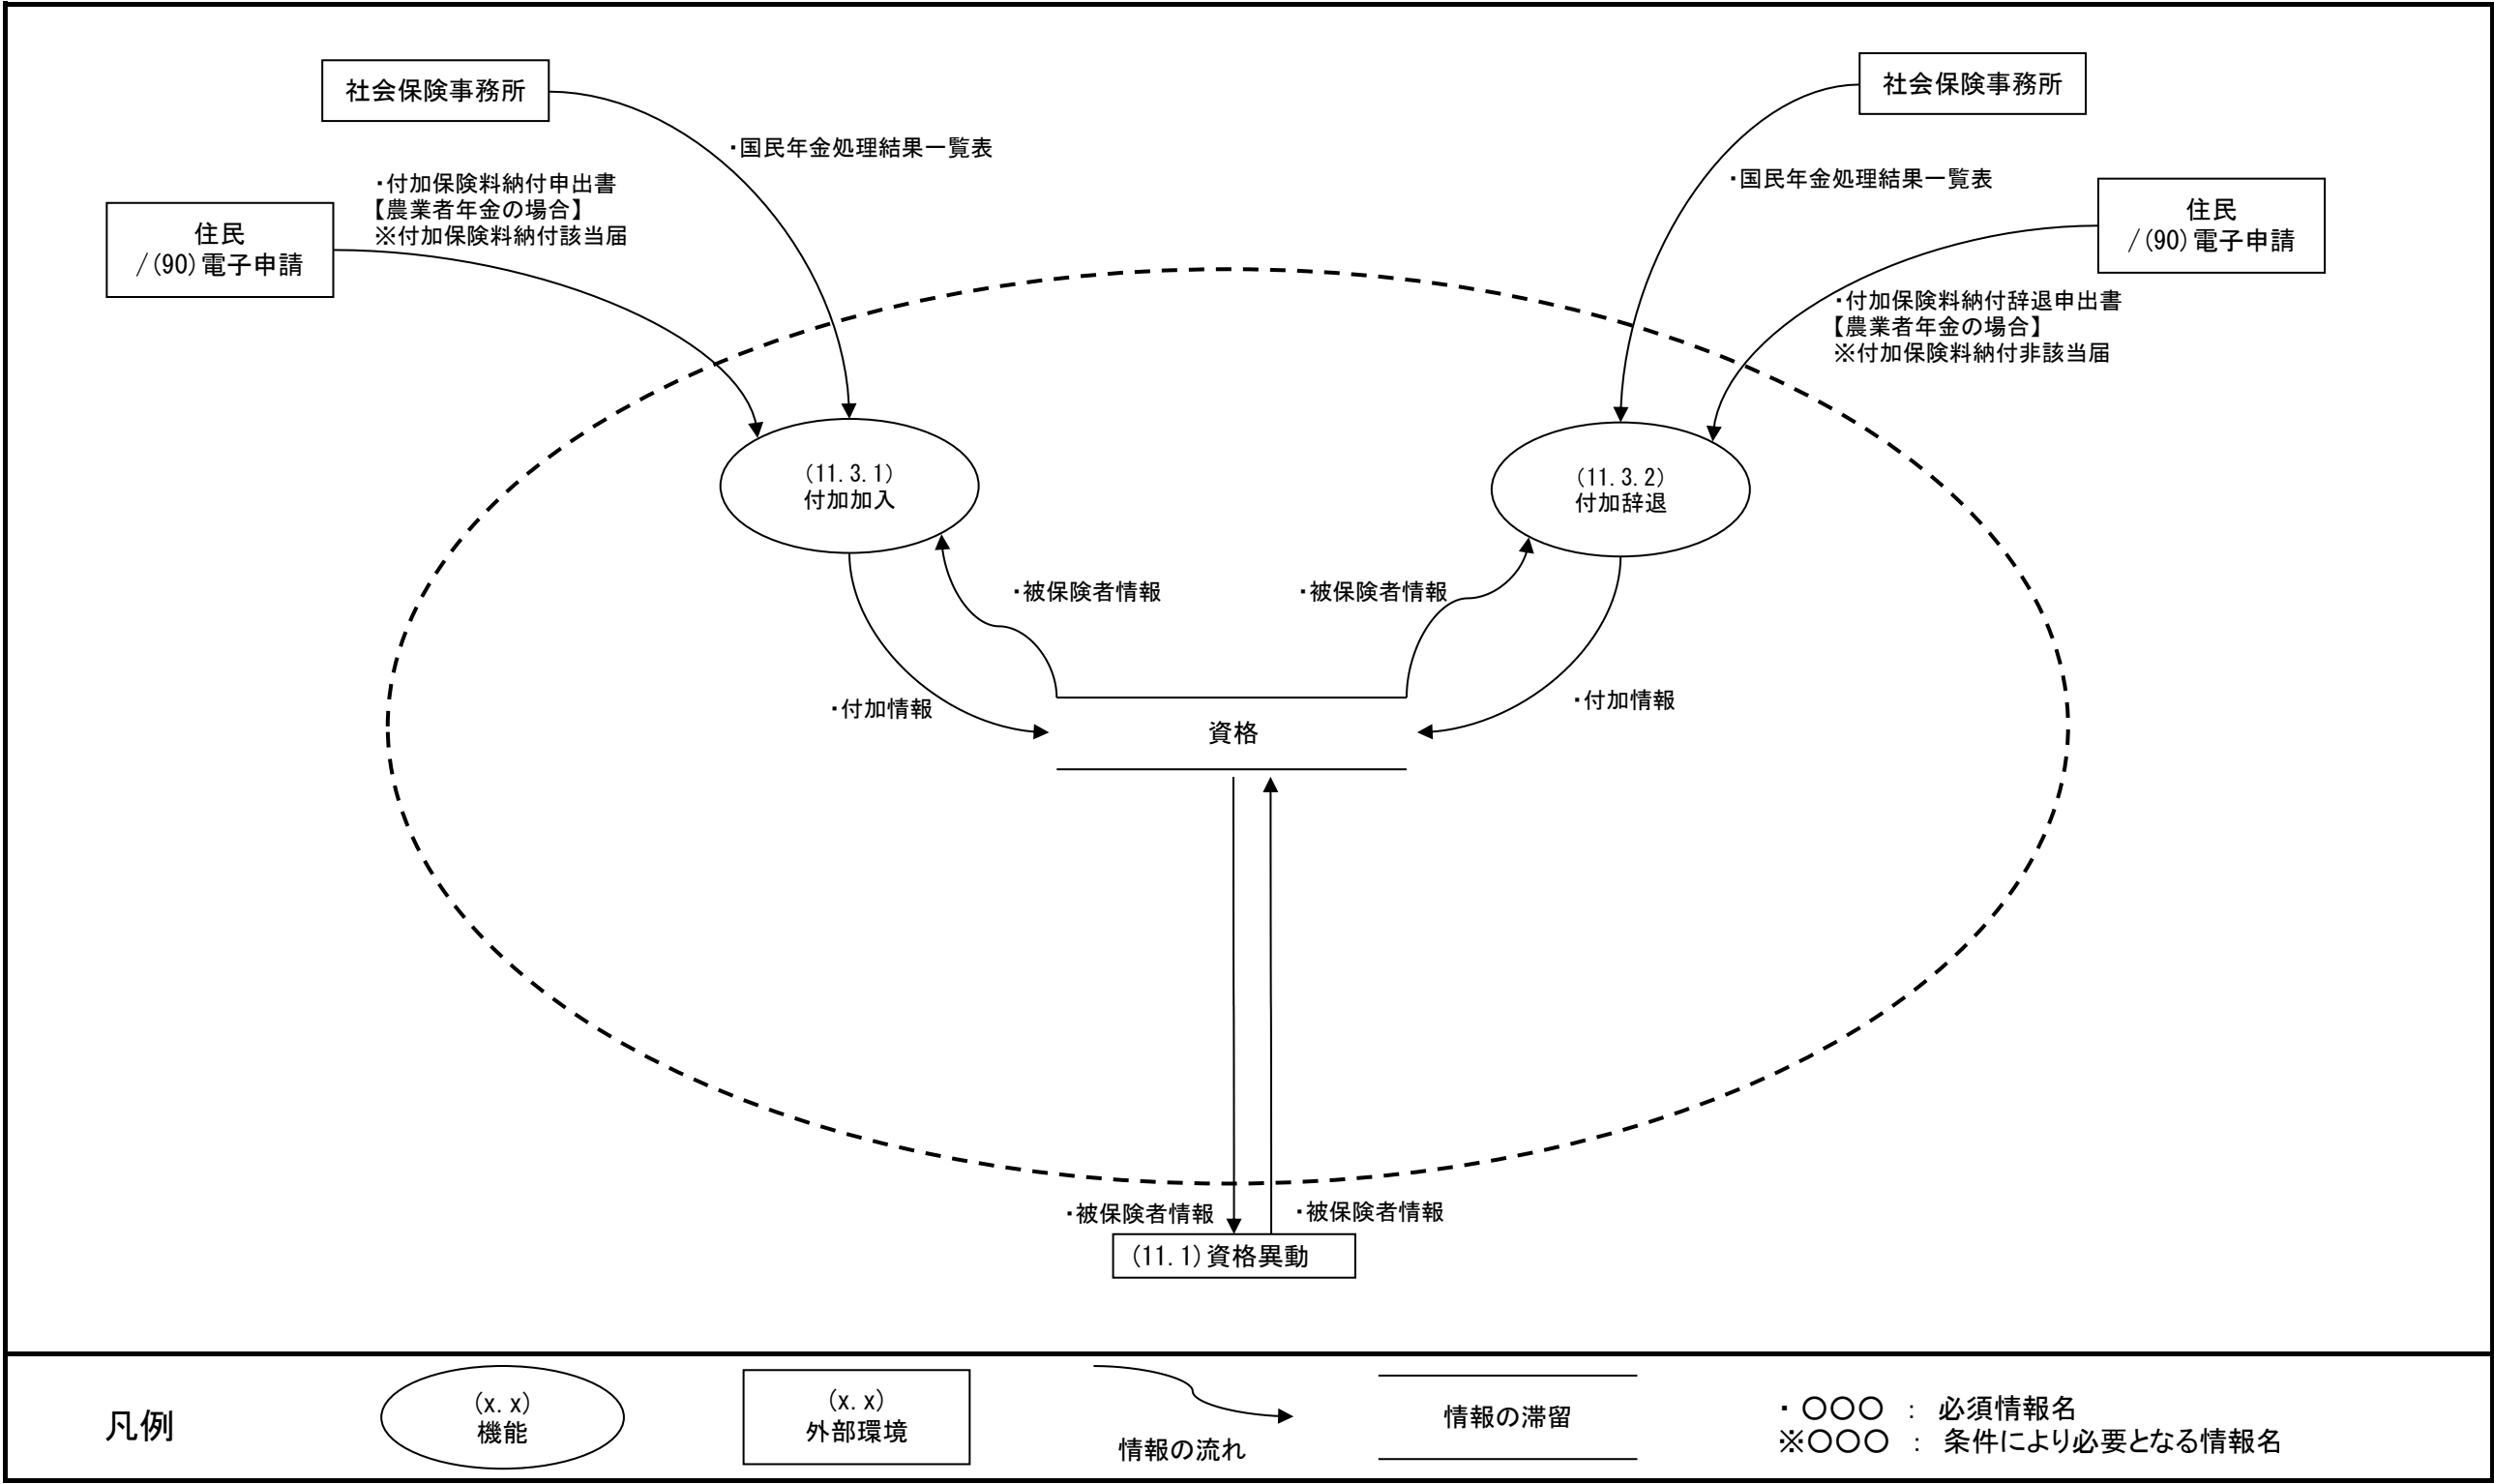 社会保険事務所
社会保険事務所
・国民年金処理結果一覧表
・付加保険料納付申出書
【農業者年金の場合】
※付加保険料納付該当届
・国民年金処理結果一覧表
住民
/(90)電子申請
住民
/(90)電子申請
・付加保険料納付辞退申出書
【農業者年金の場合】
※付加保険料納付非該当届
(11.3.1)
付加加入
(11.3.2)
付加辞退
・被保険者情報
・被保険者情報
・付加情報
・付加情報
資格
・被保険者情報
・被保険者情報
(11.1)資格異動
凡例
(x.x)
機能
(x.x)
外部環境
情報の流れ
情報の滞留
・ 〇〇〇 : 必須情報名
※〇〇〇 : 条件により必要となる情報名